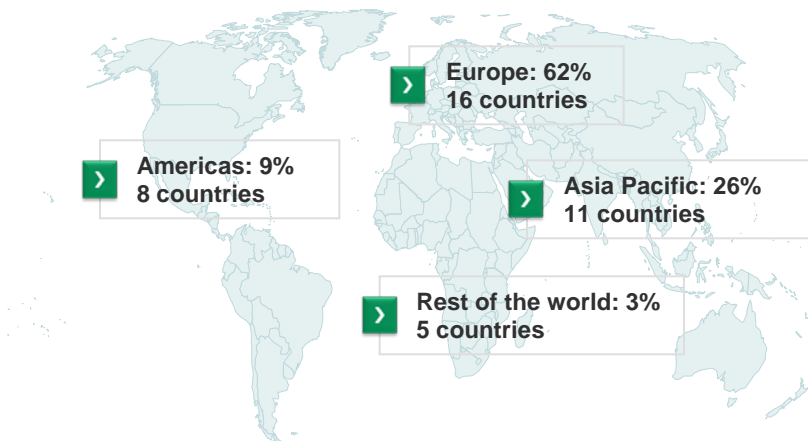 Europe: 62%
16 countries
Americas: 9%
8 countries
Asia Pacific: 26%
11 countries
Rest of the world: 3%
5 countries